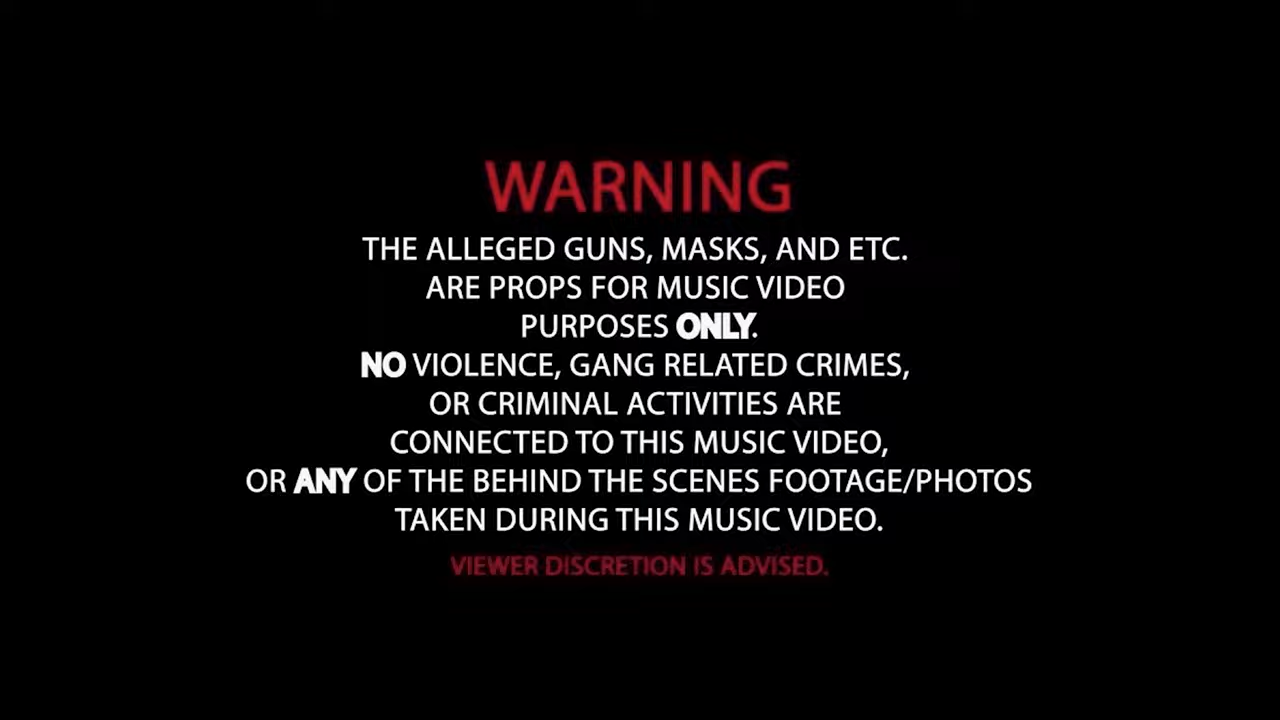 WARNING
THE ALLEGED GUNS, MASKS, AND ETC.
ARE PROPS FOR MUSIC VIDEO
PURPOSES ONLY.
NO VIOLENCE, GANG RELATED CRIMES,
OR CRIMINAL ACTIVITIES ARE
CONNECTED TO THIS MUSIC VIDEO,
OR ANY OF THE BEHIND THE SCENES FOOTAGE/PHOTOS
TAKEN DURING THIS MUSIC VIDEO.
VIEWER DISCRETION IS ADVISED.